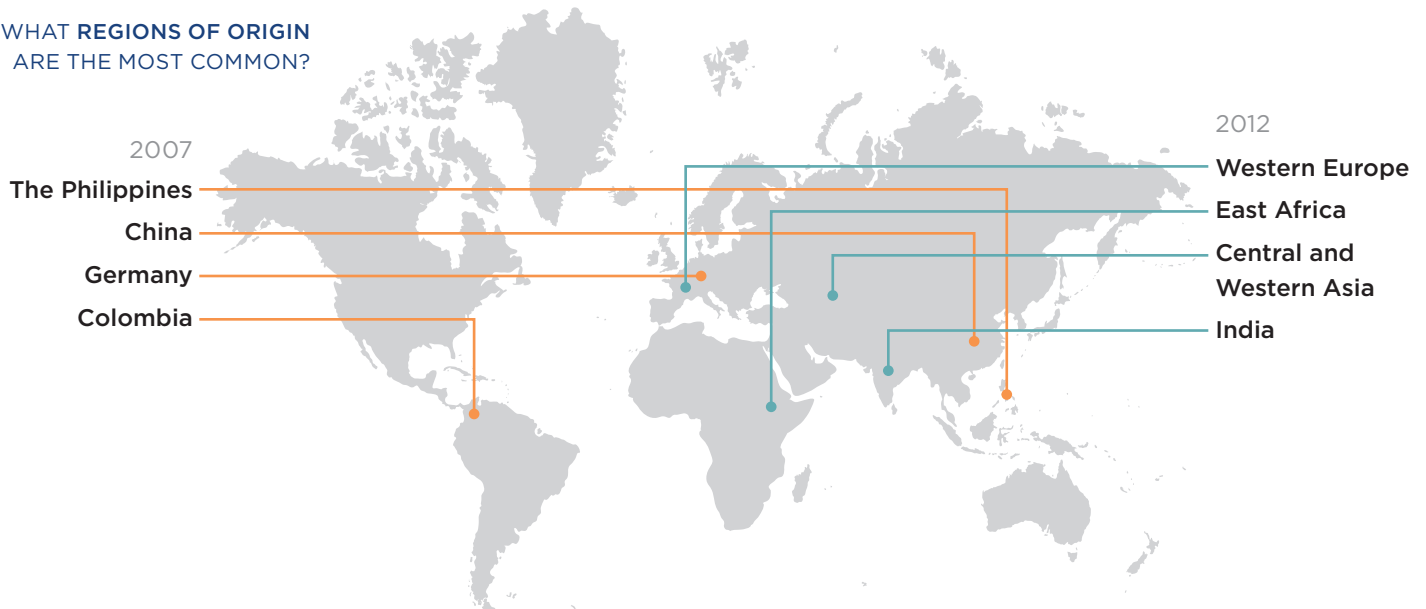 WHAT REGIONS OF ORIGIN
ARE THE MOST COMMON?
2007
The Philippines
China
Germany
Colombia
2012
Western Europe
East Africa
Central and
Western Asia
India